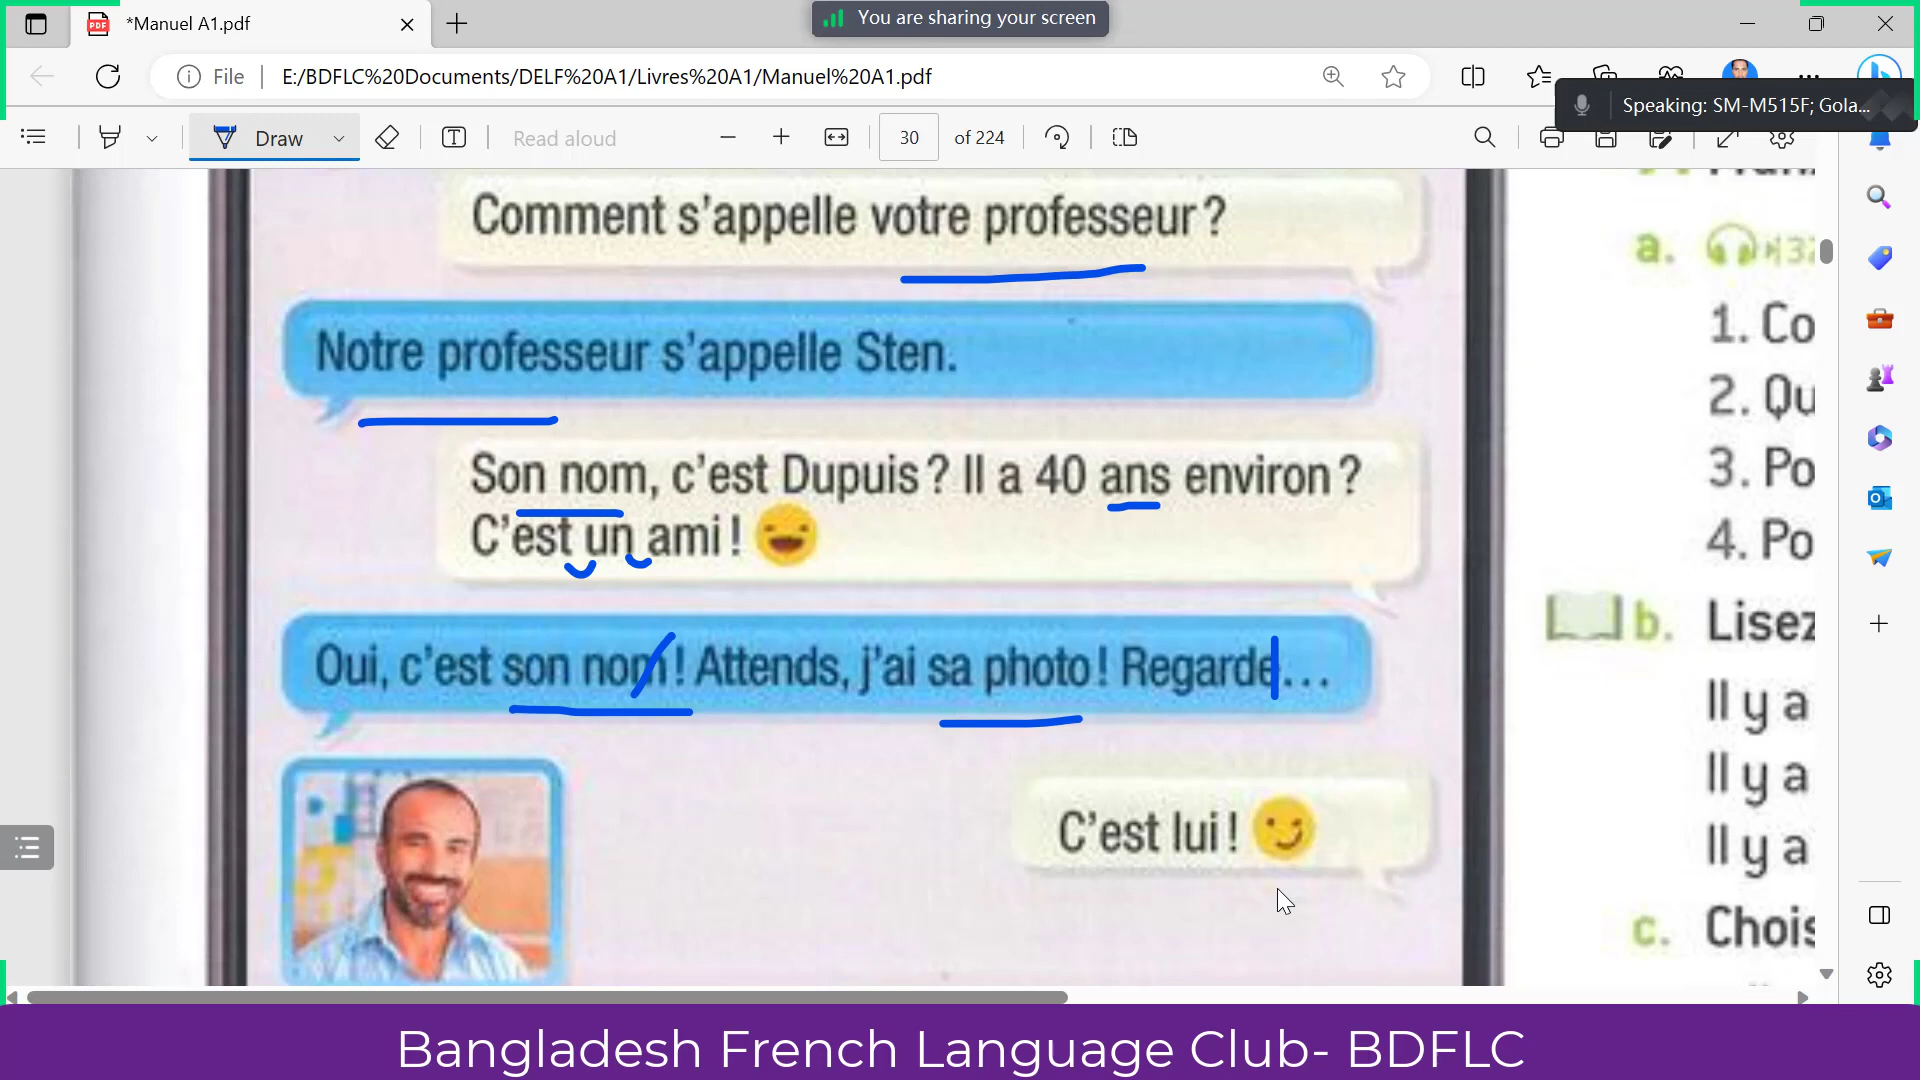 *Manuel A1.pdf
You are sharing your screen
File
E:/BDFLC%20Documents/DELF%20A1/Livres%20A1/Manuel%20A1.pdf
Speaking: SM-M515F; Gola...
Draw
Read aloud
30 of 224
Comment s'appelle votre professeur ?
Notre professeur s'appelle Sten.
Son nom, c'est Dupuis ? Il a 40 ans environ ?
C'est un ami !
Oui, c'est son nom ! Attends, j'ai sa photo ! Regarde...
C'est lui !
a.
1. Co
2. Qu
3. Po
4. Po
b. Lisez
Il y a
Il y a
Il y a
c. Chois
Bangladesh French Language Club- BDFLC